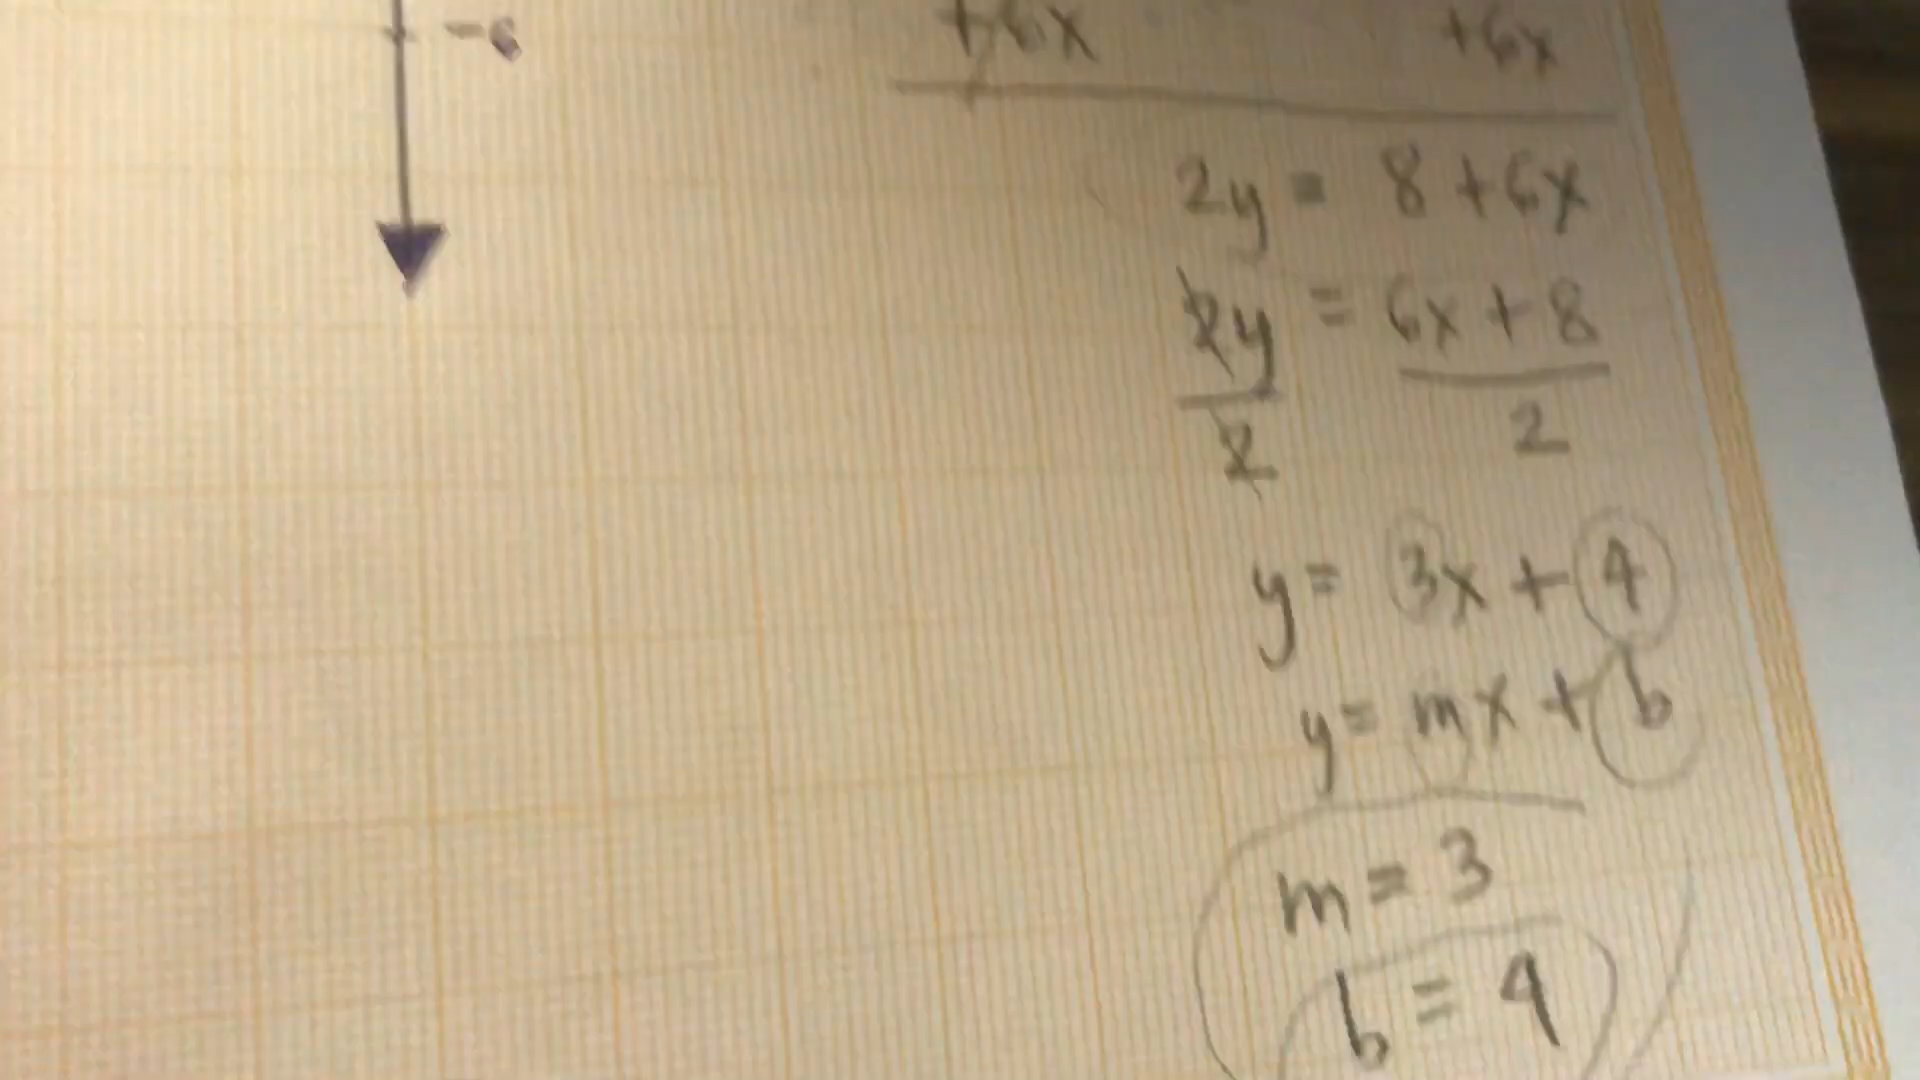 -6
+6x +6x
2y = 8 + 6x
2y = 6x + 8
2 2
y = 3x + 4
y = mx + b
m = 3
b = 4